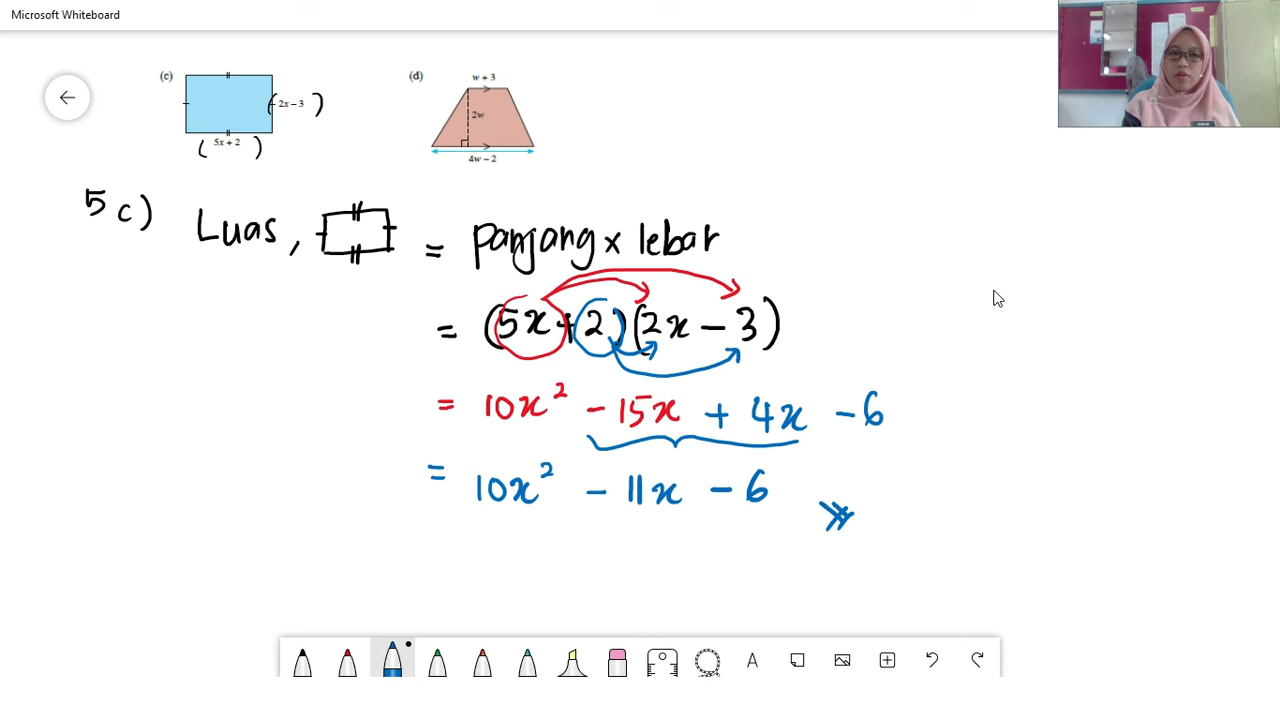 Microsoft Whiteboard
(c)
( 2x – 3 )
( 5x + 2 )
(d)
w + 3
2w
4w – 2
5 c) Luas, = Panjang x lebar
= (5x + 2)(2x – 3)
= 10x² – 15x + 4x – 6
= 10x² – 11x – 6
A